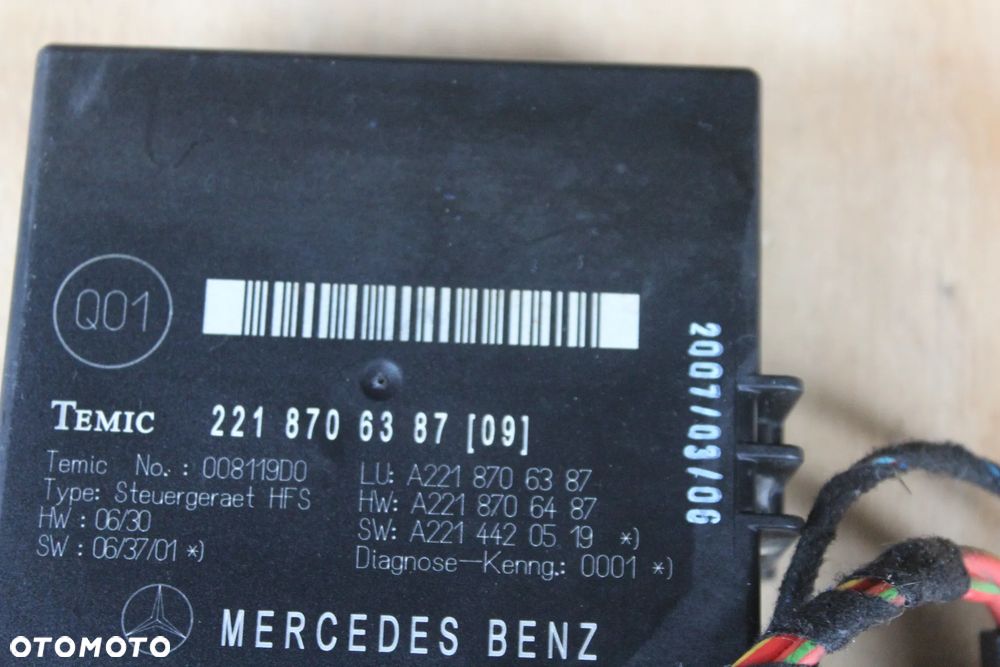 Q01
TEMIC 221 870 63 87 [09]
Temic No.: 008119D0
Type: Steuergeraet HFS
HW : 06/30
SW : 06/37/01 *)
LU: A221 870 63 87
HW: A221 870 64 87
SW: A221 442 05 19 *)
Diagnose-Kenng.: 0001 *)
MERCEDES BENZ
2007/03/06
OTOMOTO